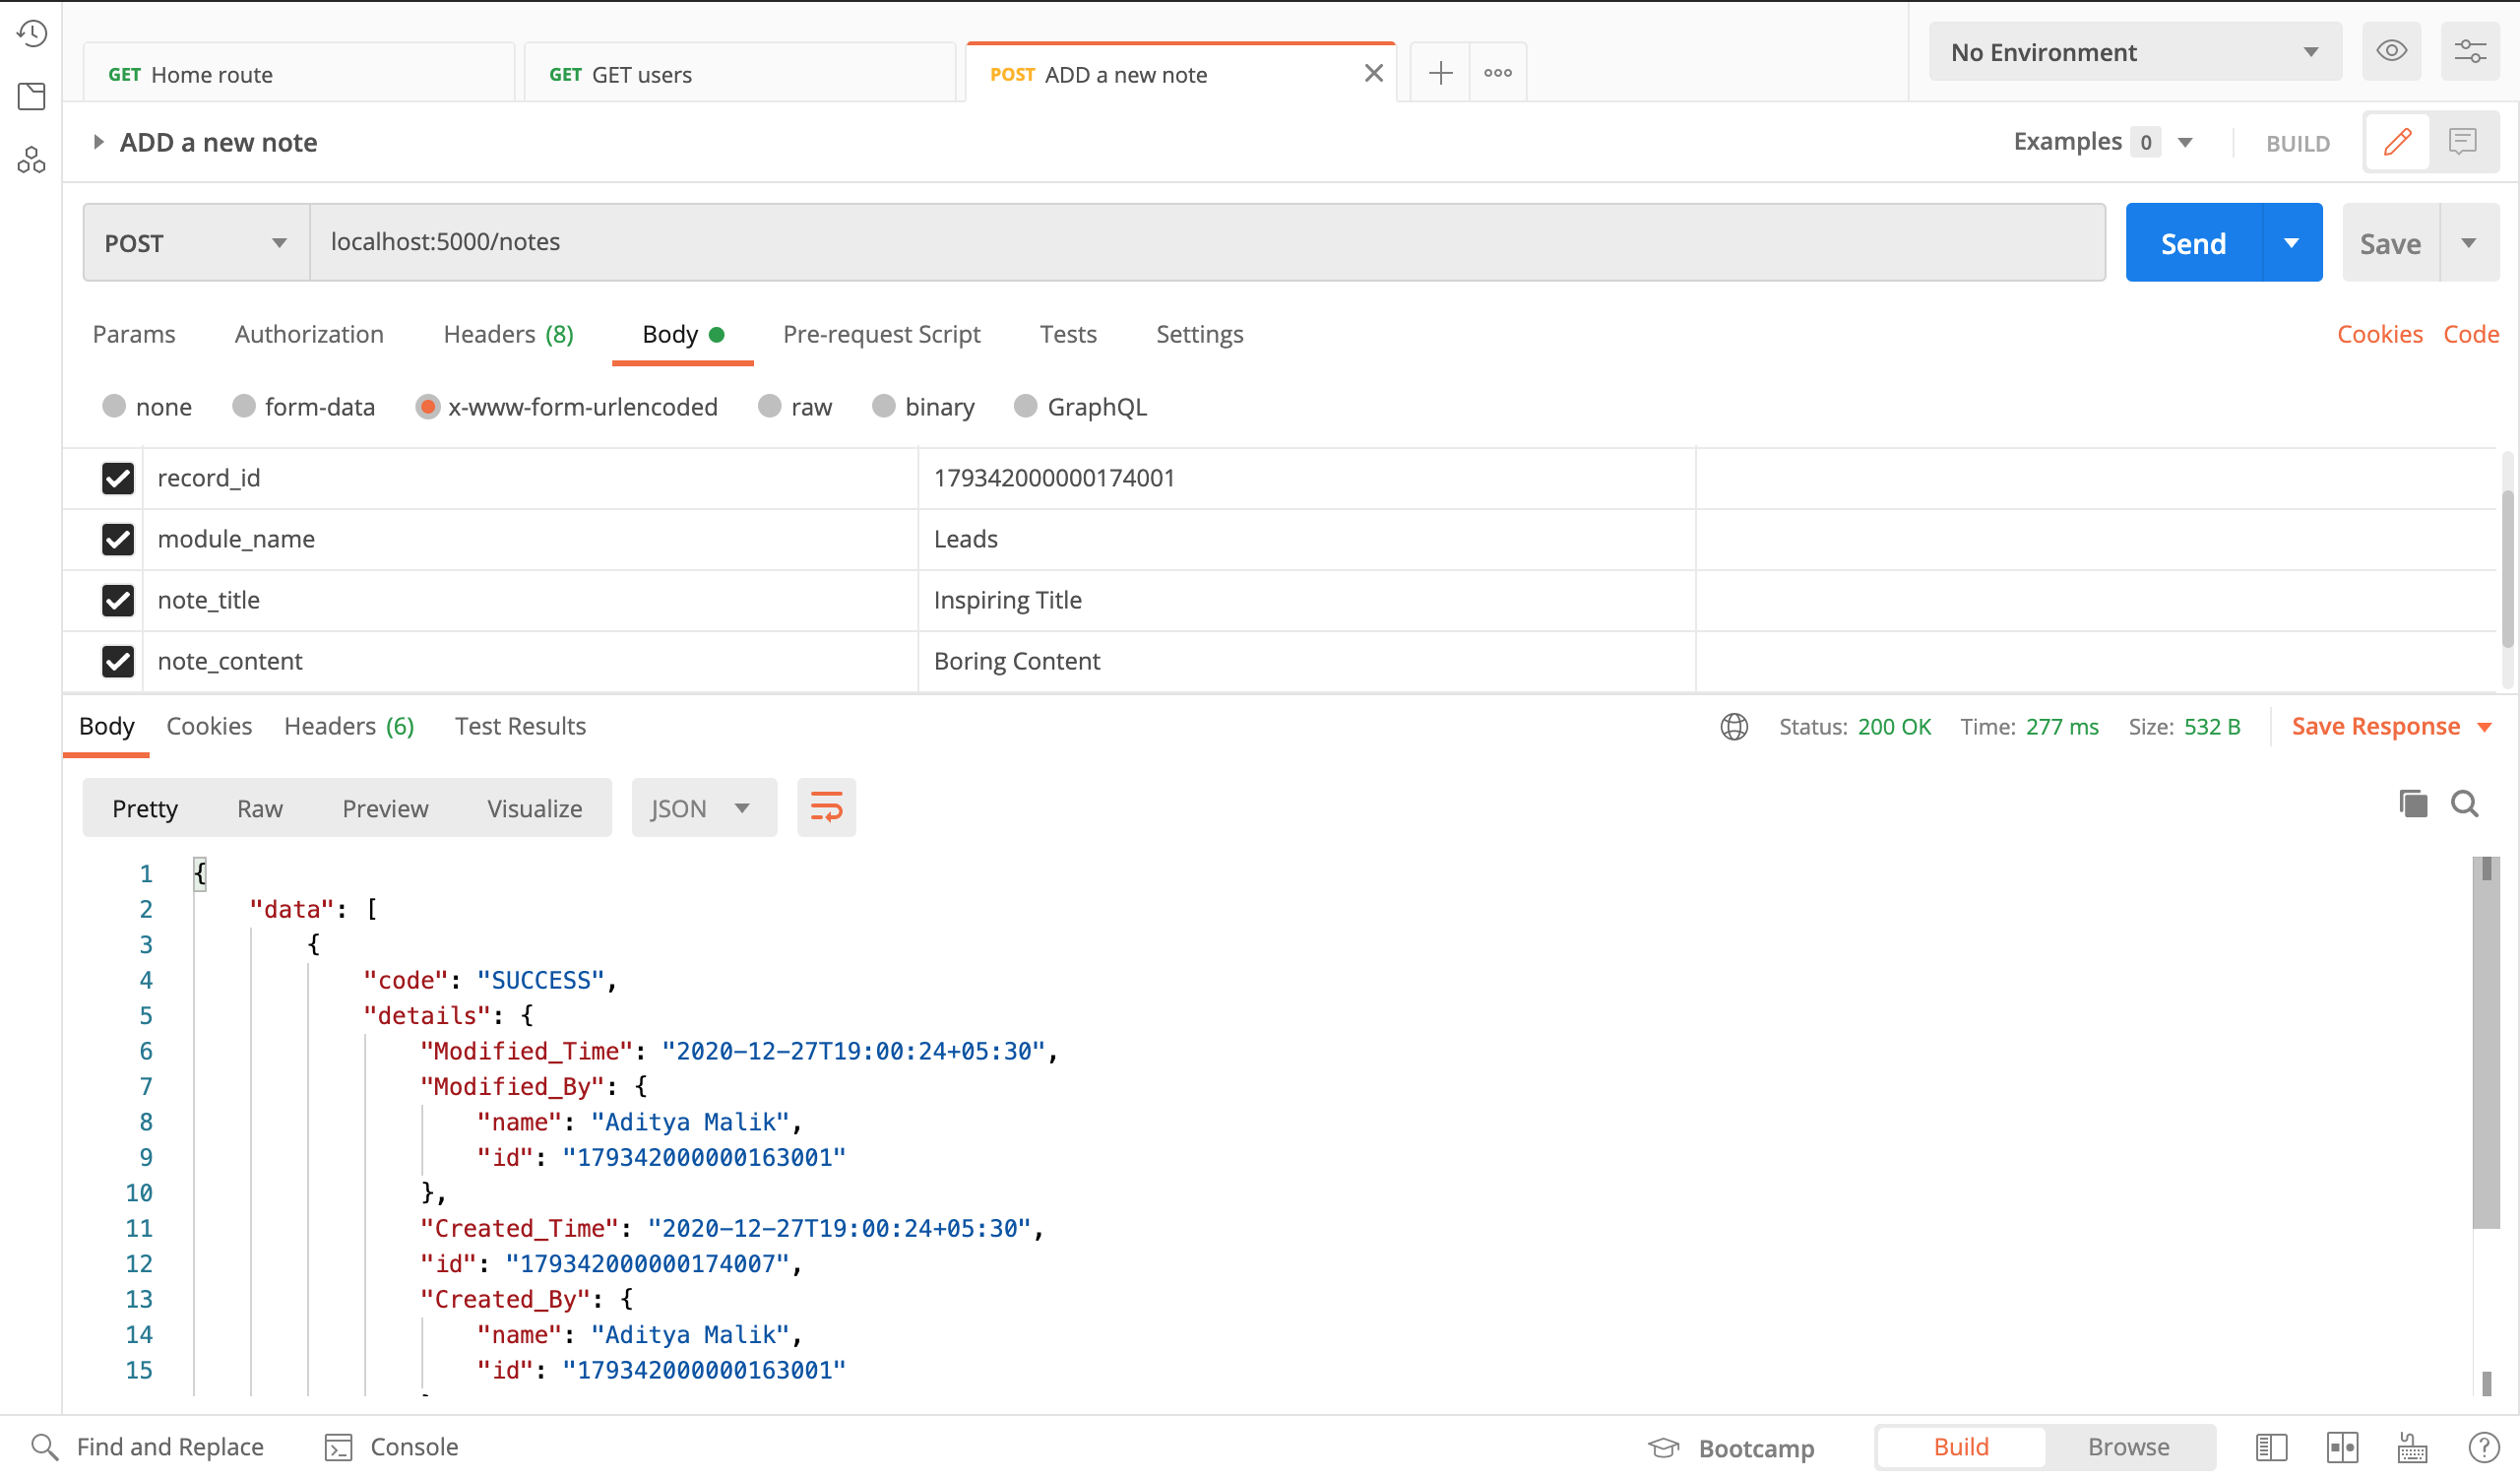 GET Home route
GET GET users
POST ADD a new note
No Environment
ADD a new note
Examples 0
BUILD
POST
localhost:5000/notes
Send
Save
Params Authorization Headers (8) Body Pre-request Script Tests Settings
Cookies Code
none form-data x-www-form-urlencoded raw binary GraphQL
record_id 179342000000174001
module_name Leads
note_title Inspiring Title
note_content Boring Content
Body Cookies Headers (6) Test Results
Status: 200 OK Time: 277 ms Size: 532 B Save Response
Pretty Raw Preview Visualize JSON
1 {
2 "data": [
3 {
4 "code": "SUCCESS",
5 "details": {
6 "Modified_Time": "2020-12-27T19:00:24+05:30",
7 "Modified_By": {
8 "name": "Aditya Malik",
9 "id": "179342000000163001"
10 },
11 "Created_Time": "2020-12-27T19:00:24+05:30",
12 "id": "179342000000174007",
13 "Created_By": {
14 "name": "Aditya Malik",
15 "id": "179342000000163001"
Find and Replace Console
Bootcamp Build Browse